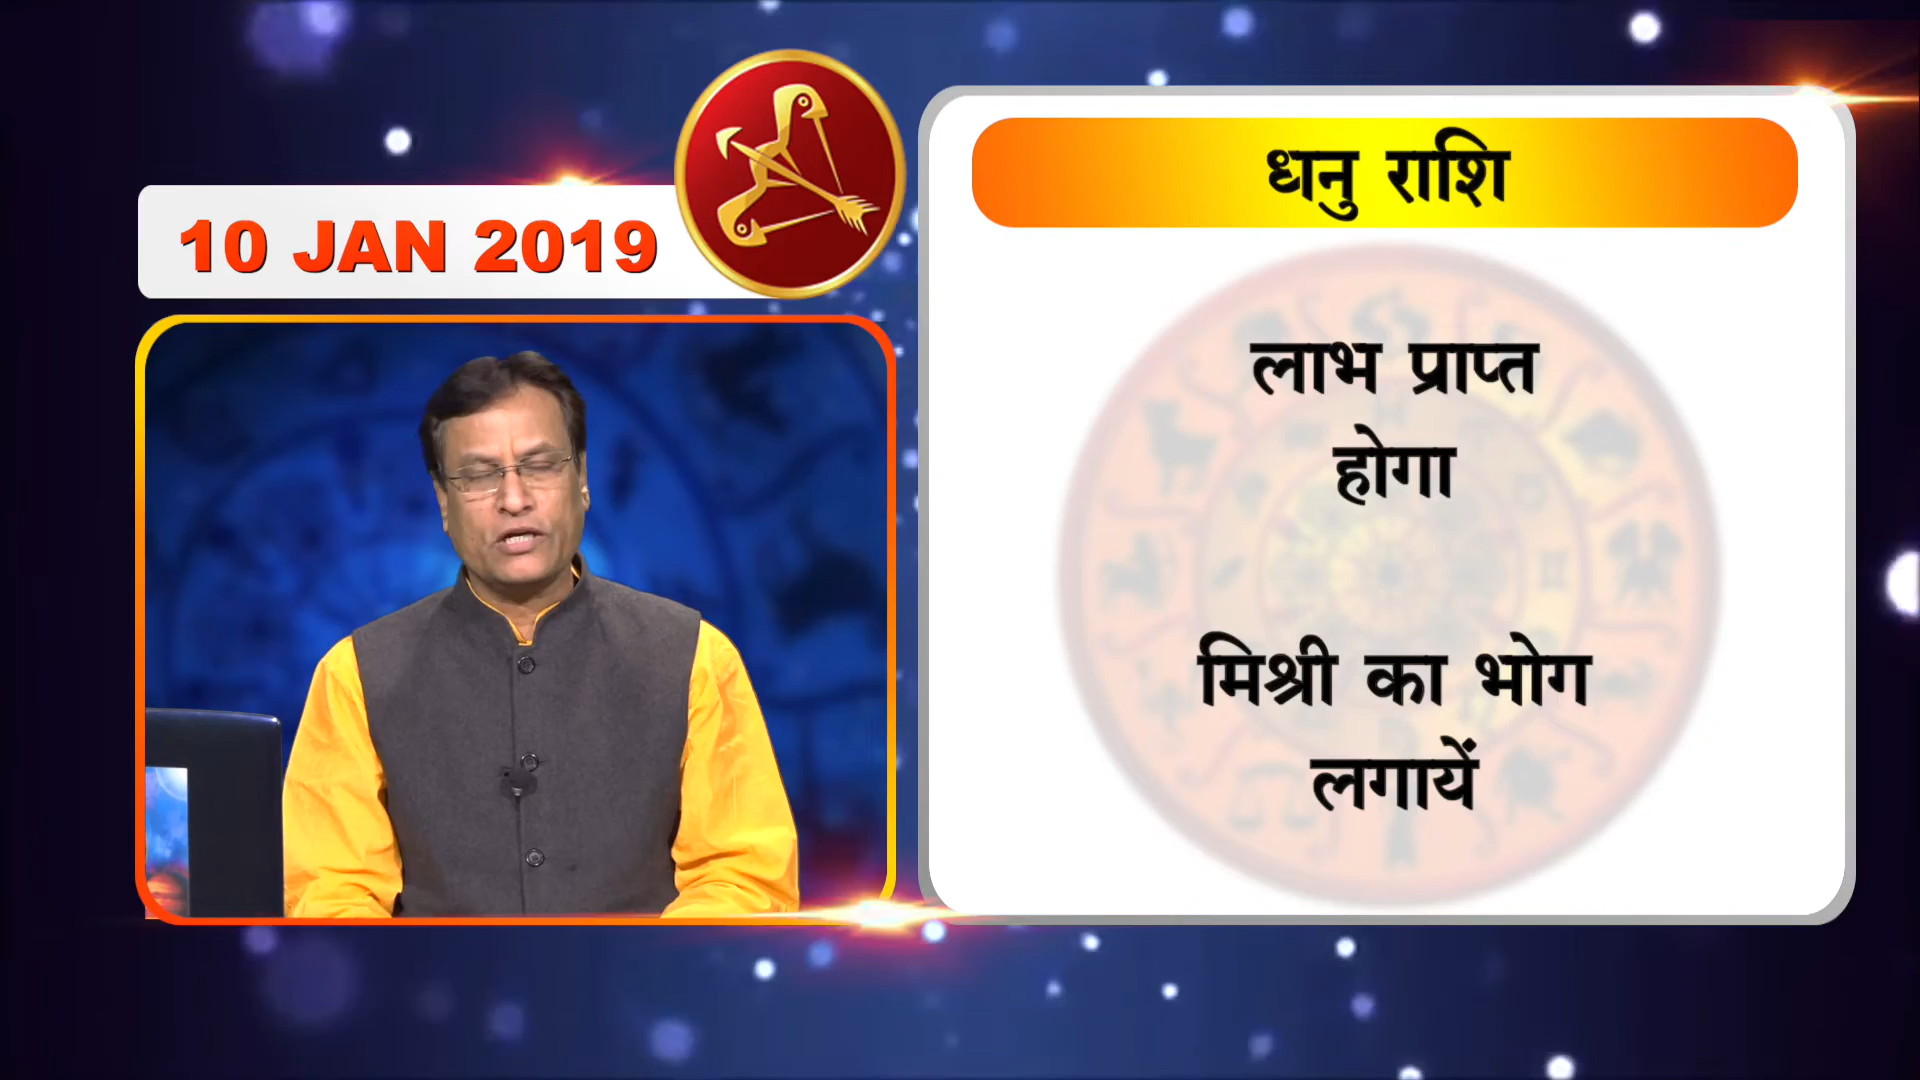 10 JAN 2019
धनु राशि
लाभ प्राप्त
होगा
मिश्री का भोग
लगायें